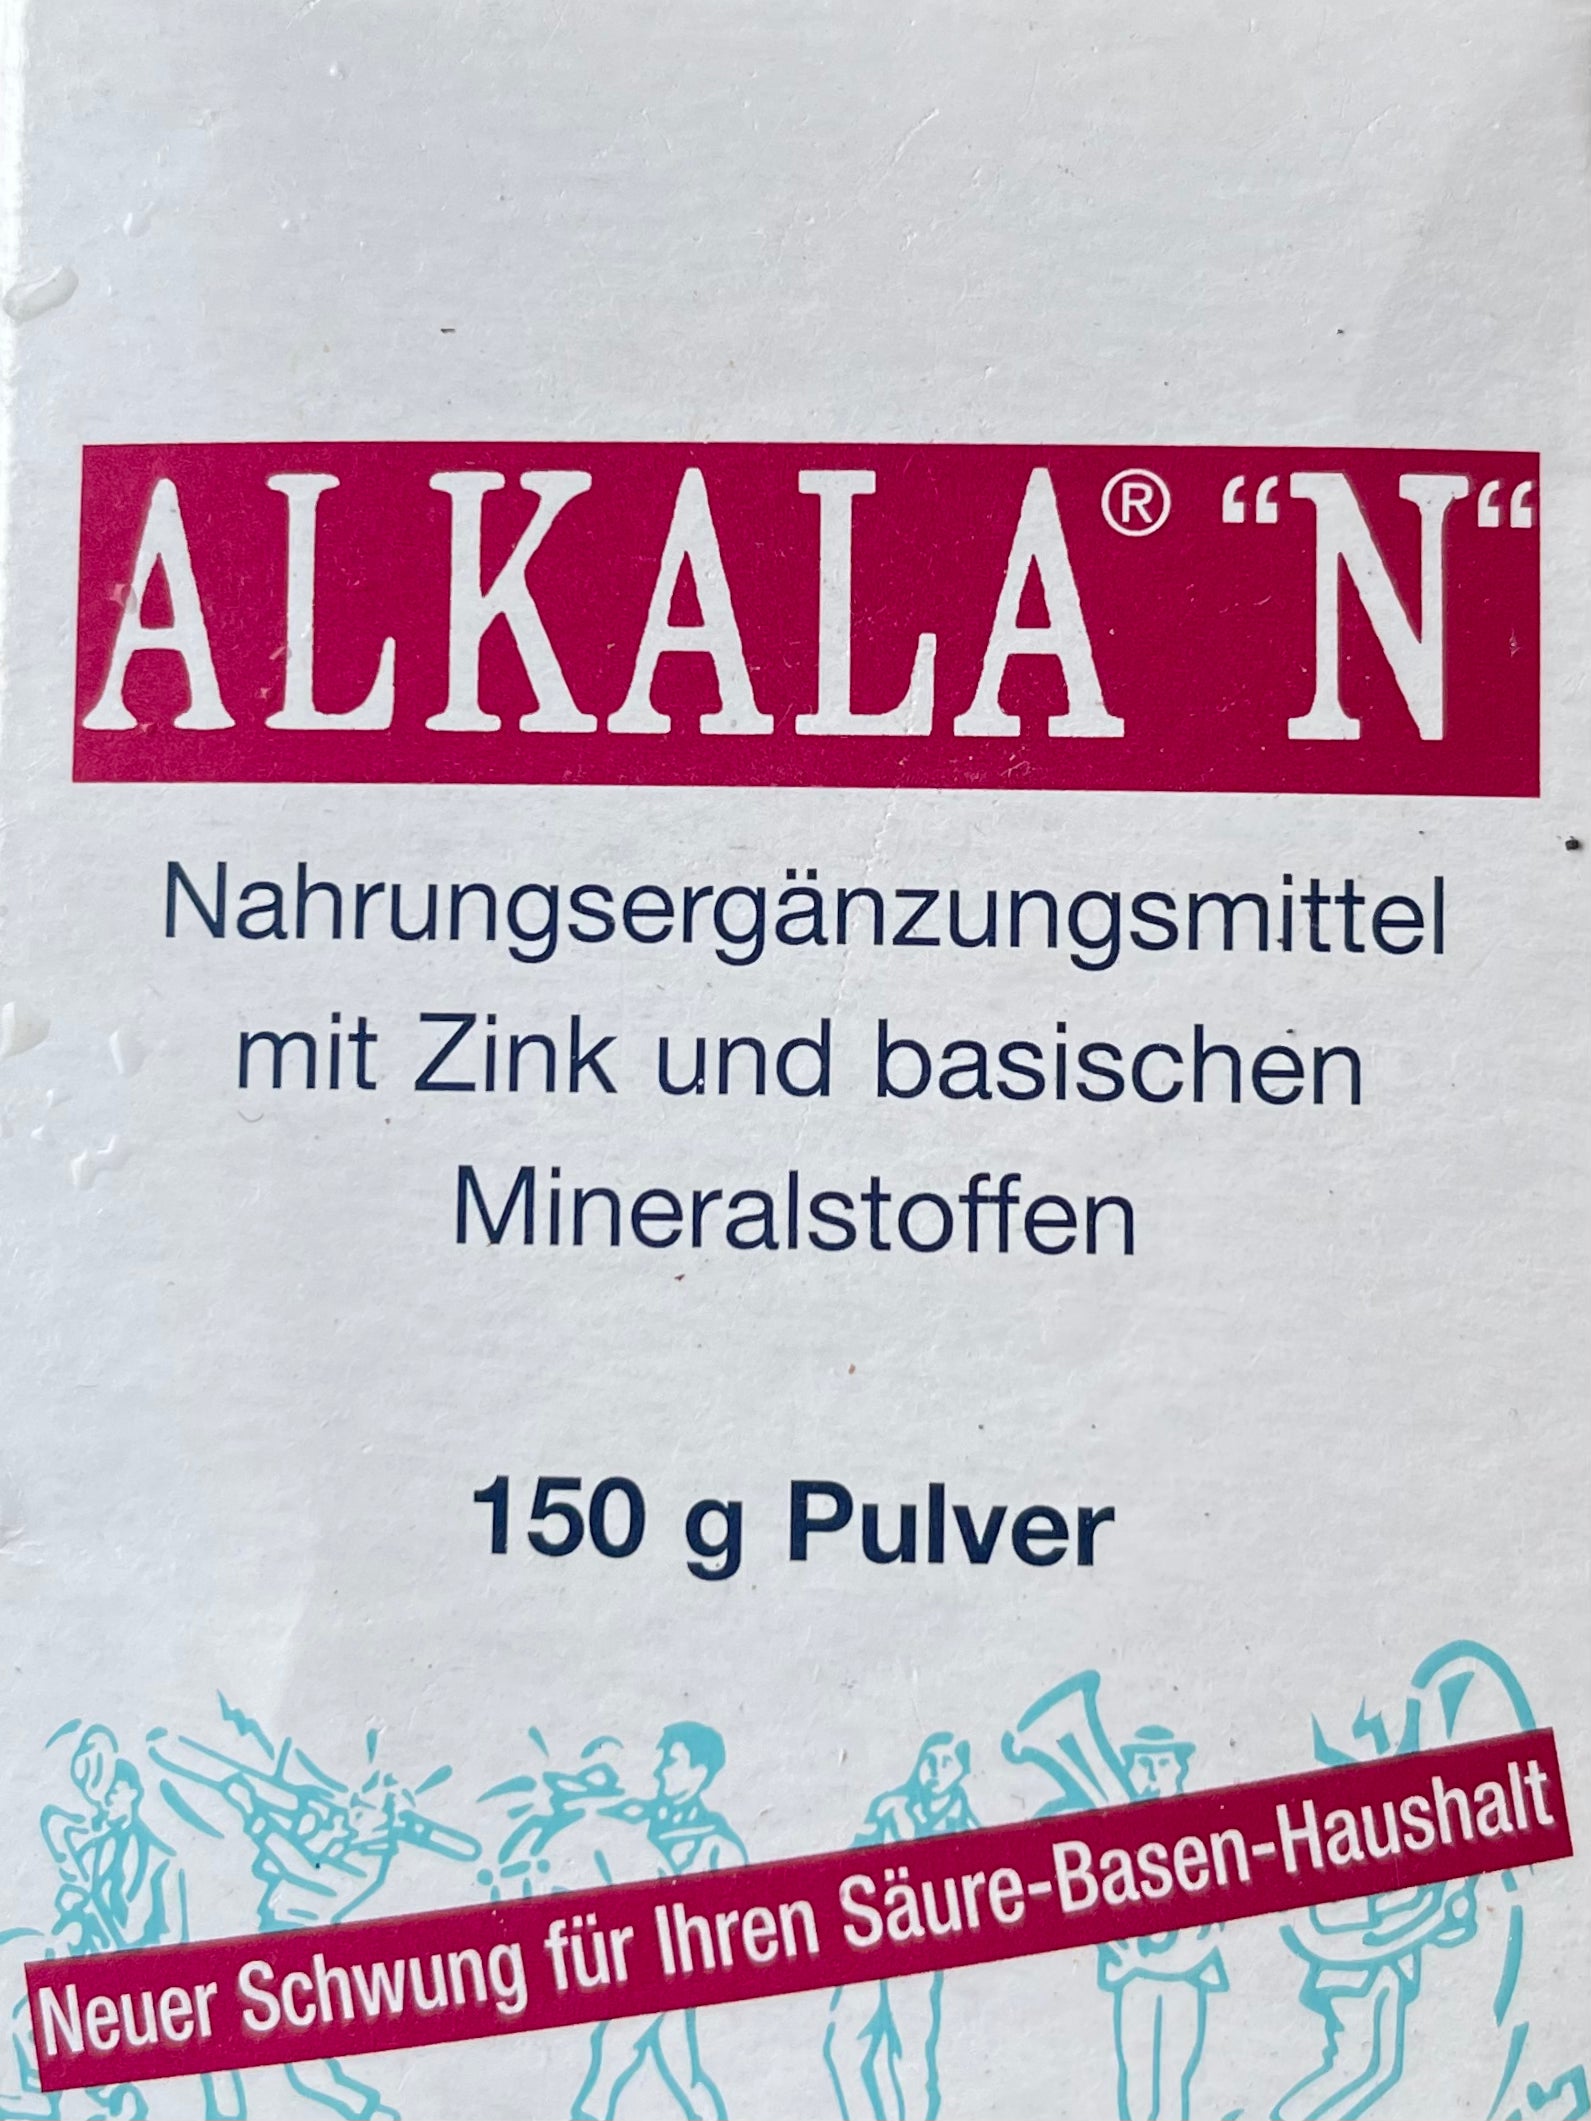 ALKALA® “N“
Nahrungsergänzungsmittel
mit Zink und basischen
Mineralstoffen
150 g Pulver
Neuer Schwung für Ihren Säure-Basen-Haushalt